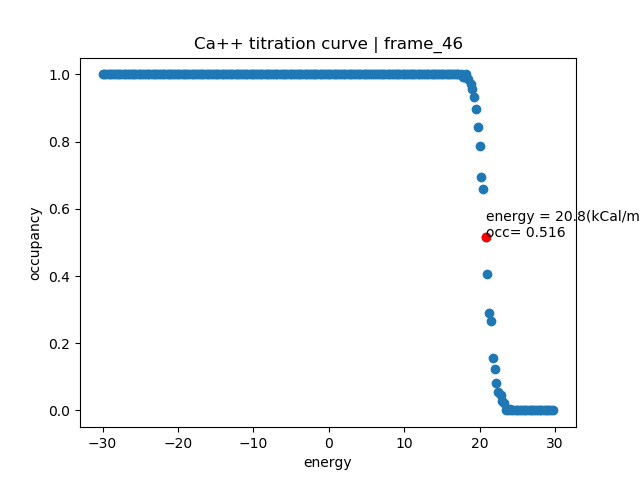 Ca++ titration curve | frame_46
1.0
0.8
0.6
0.4
0.2
0.0
occupancy
energy = 20.8(kCal/m
occ= 0.516
−30
−20
−10
0
10
20
30
energy